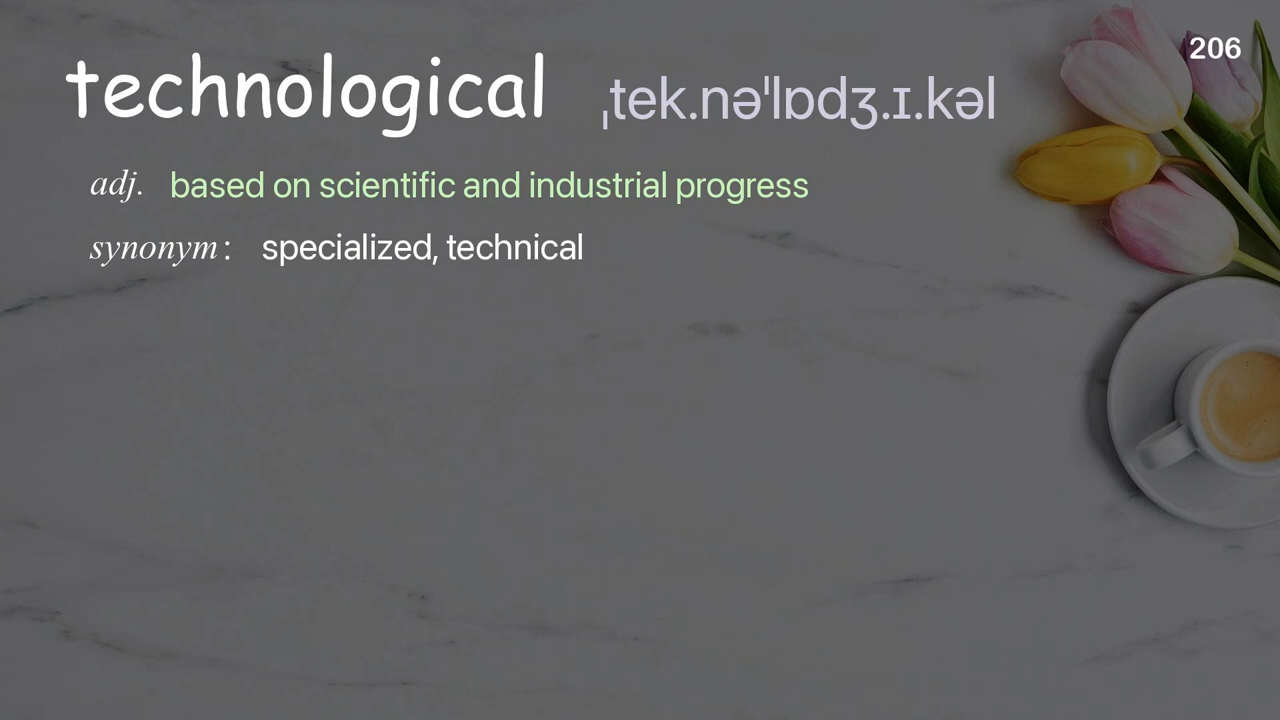 206
technological ˌtek.nəˈlɒdʒ.ɪ.kəl
adj. based on scientific and industrial progress
synonym: specialized, technical